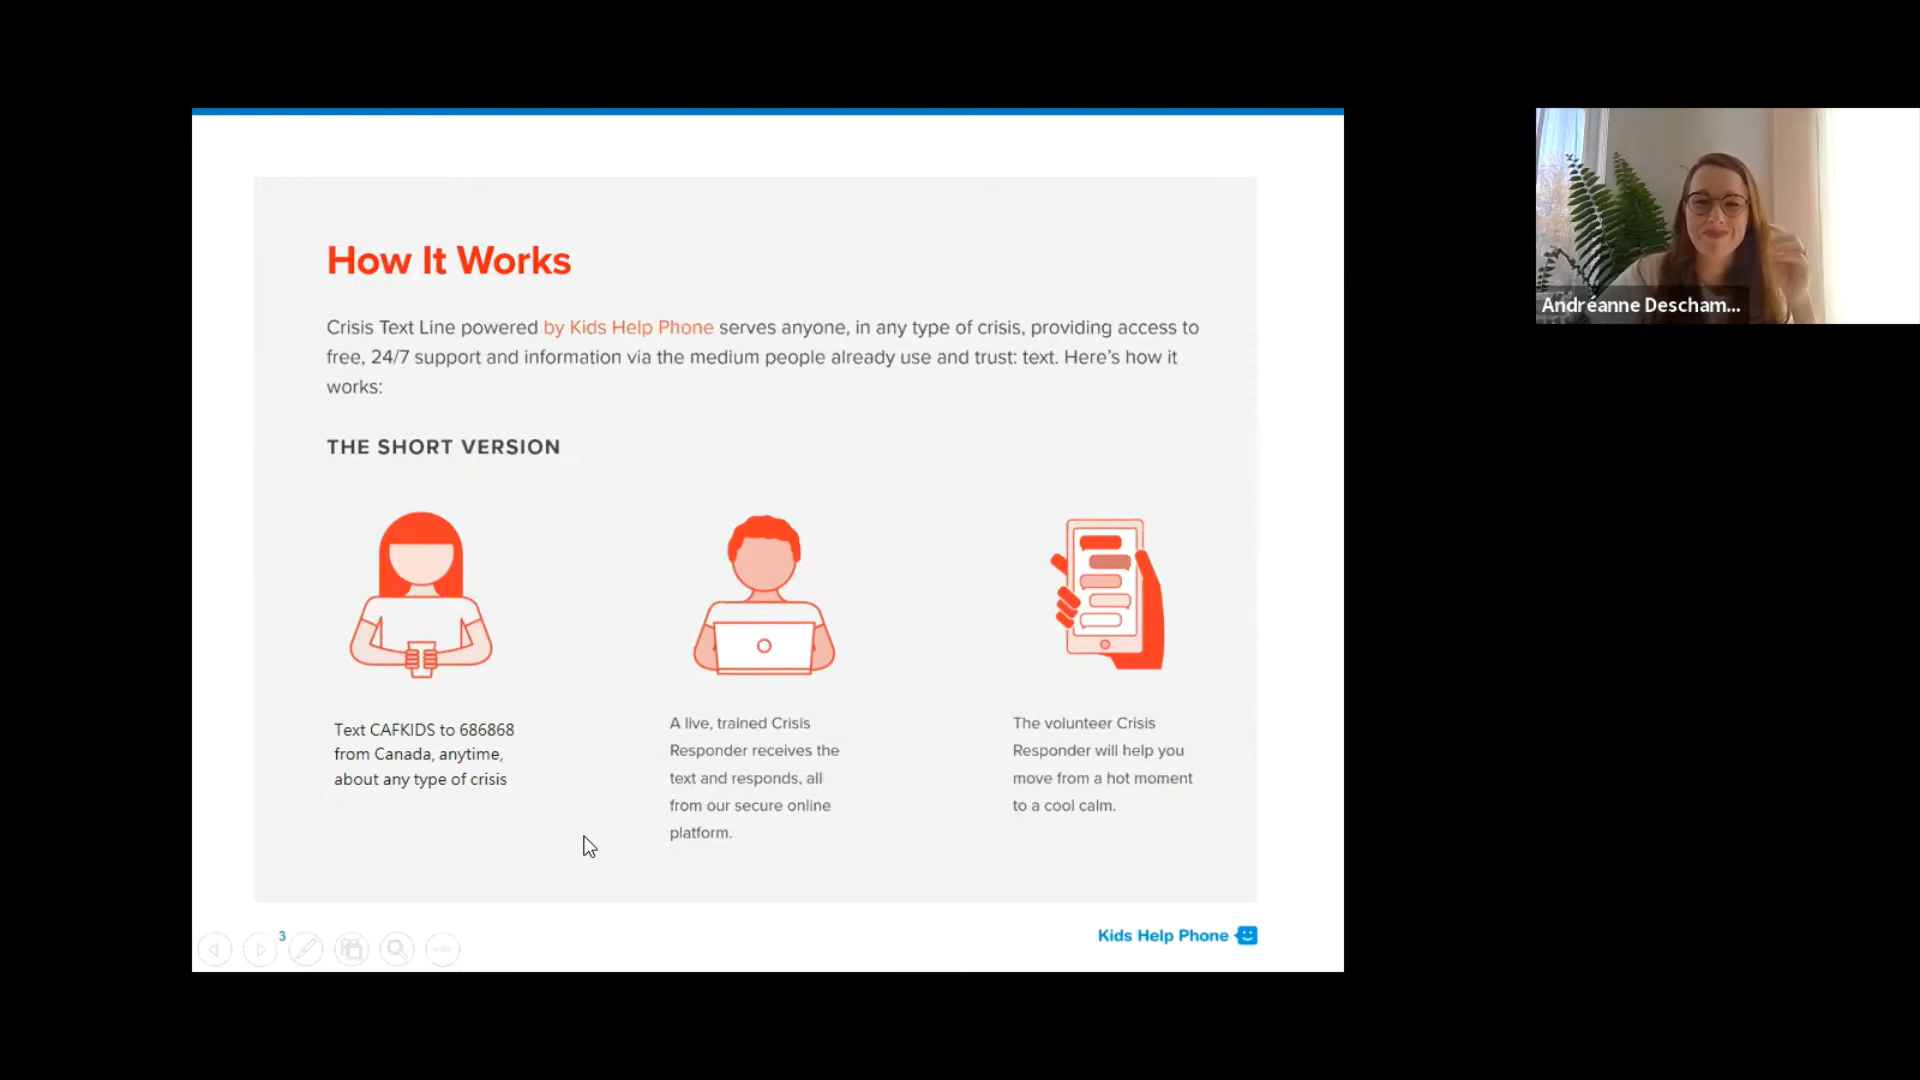 How It Works
Crisis Text Line powered by Kids Help Phone serves anyone, in any type of crisis, providing access to
free, 24/7 support and information via the medium people already use and trust: text. Here's how it
works:
THE SHORT VERSION
Text CAFKIDS to 686868
from Canada, anytime,
about any type of crisis
A live, trained Crisis
Responder receives the
text and responds, all
from our secure online
platform.
The volunteer Crisis
Responder will help you
move from a hot moment
to a cool calm.
3
Kids Help Phone
Andréanne Descham...